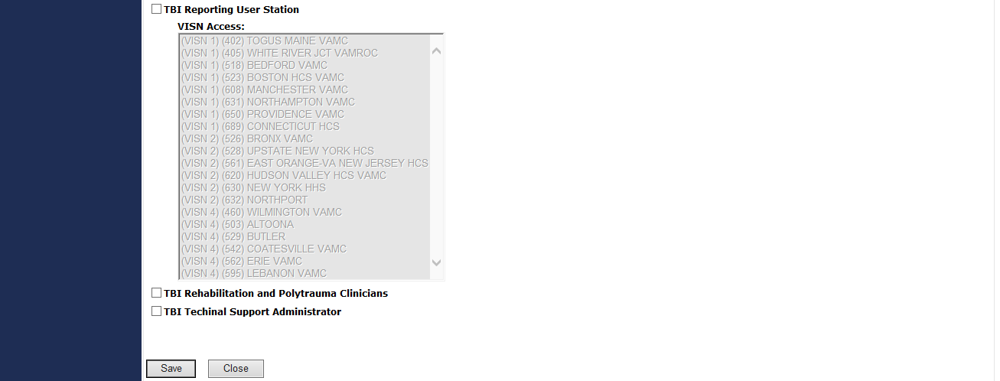 TBI Reporting User Station
VISN Access:
(VISN 1) (402) TOGUS MAINE VAMC
(VISN 1) (405) WHITE RIVER JCT VAMROC
(VISN 1) (518) BEDFORD VAMC
(VISN 1) (523) BOSTON HCS VAMC
(VISN 1) (608) MANCHESTER VAMC
(VISN 1) (631) NORTHAMPTON VAMC
(VISN 1) (650) PROVIDENCE VAMC
(VISN 1) (689) CONNECTICUT HCS
(VISN 2) (526) BRONX VAMC
(VISN 2) (528) UPSTATE NEW YORK HCS
(VISN 2) (561) EAST ORANGE-VA NEW JERSEY HCS
(VISN 2) (620) HUDSON VALLEY HCS VAMC
(VISN 2) (630) NEW YORK HHS
(VISN 2) (632) NORTHPORT
(VISN 4) (460) WILMINGTON VAMC
(VISN 4) (503) ALTOONA
(VISN 4) (529) BUTLER
(VISN 4) (542) COATESVILLE VAMC
(VISN 4) (562) ERIE VAMC
(VISN 4) (595) LEBANON VAMC
TBI Rehabilitation and Polytrauma Clinicians
TBI Techinal Support Administrator
Save Close